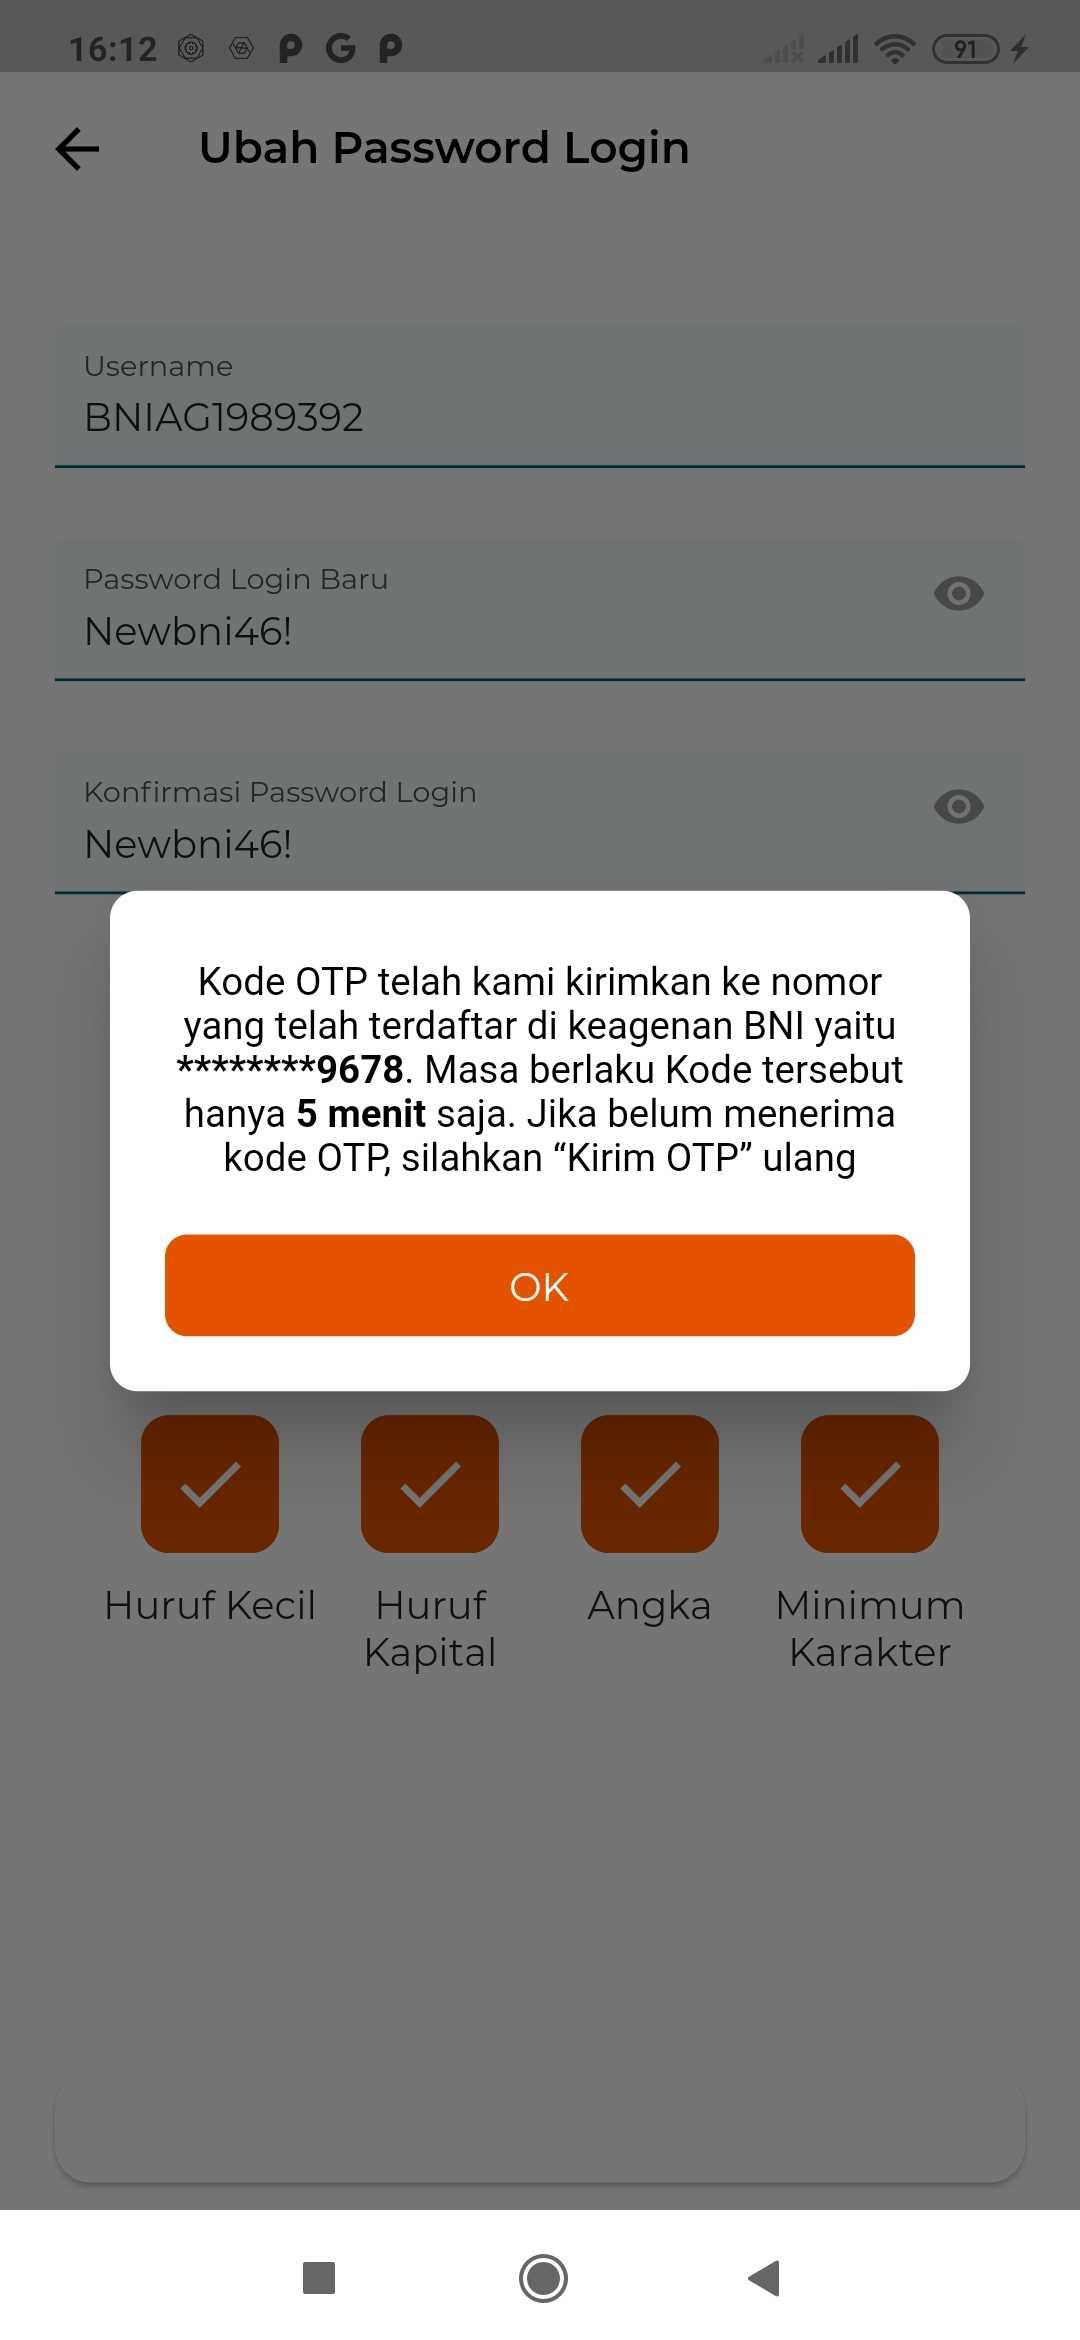 16:12
91
Ubah Password Login
Username
BNIAG1989392
Password Login Baru
Newbni46!
Konfirmasi Password Login
Newbni46!
Kode OTP telah kami kirimkan ke nomor
yang telah terdaftar di keagenan BNI yaitu
********9678. Masa berlaku Kode tersebut
hanya 5 menit saja. Jika belum menerima
kode OTP, silahkan “Kirim OTP” ulang
OK
Huruf Kecil
Huruf
Kapital
Angka
Minimum
Karakter